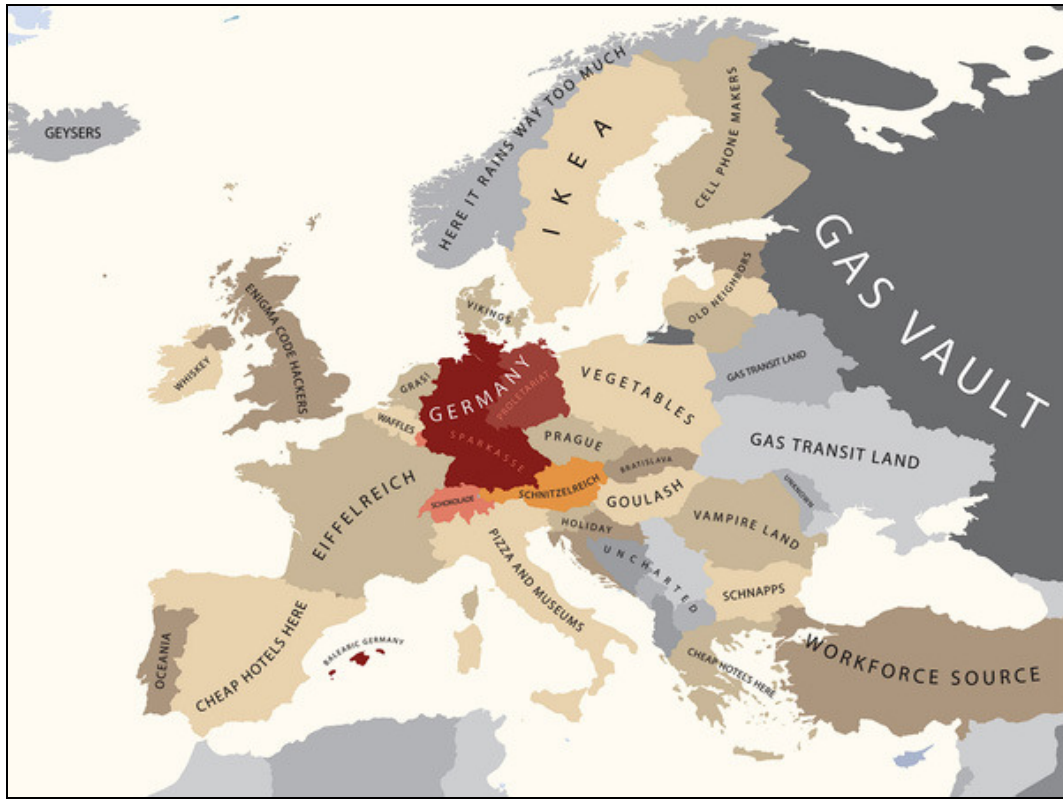 GEYSERS
HERE IT RAINS WAY TOO MUCH
IKEA
CELL PHONE MAKERS
GAS VAULT
OLD NEIGHBORS
ENIGMA CODE HACKERS
WHISKEY
VIKINGS
GRAS!
WAFFLES
GERMANY
PROLETARIAT
SPARKASSE
VEGETABLES
GAS TRANSIT LAND
GAS TRANSIT LAND
PRAGUE
BRATISLAVA
SCHOKOLADE
SCHNITZELREICH
GOULASH
UNKNOWN
EIFFELREICH
HOLIDAY
VAMPIRE LAND
PIZZA AND MUSEUMS
UNCHARTED
SCHNAPPS
OCEANIA
CHEAP HOTELS HERE
BALEARIC GERMANY
CHEAP HOTELS HERE
WORKFORCE SOURCE